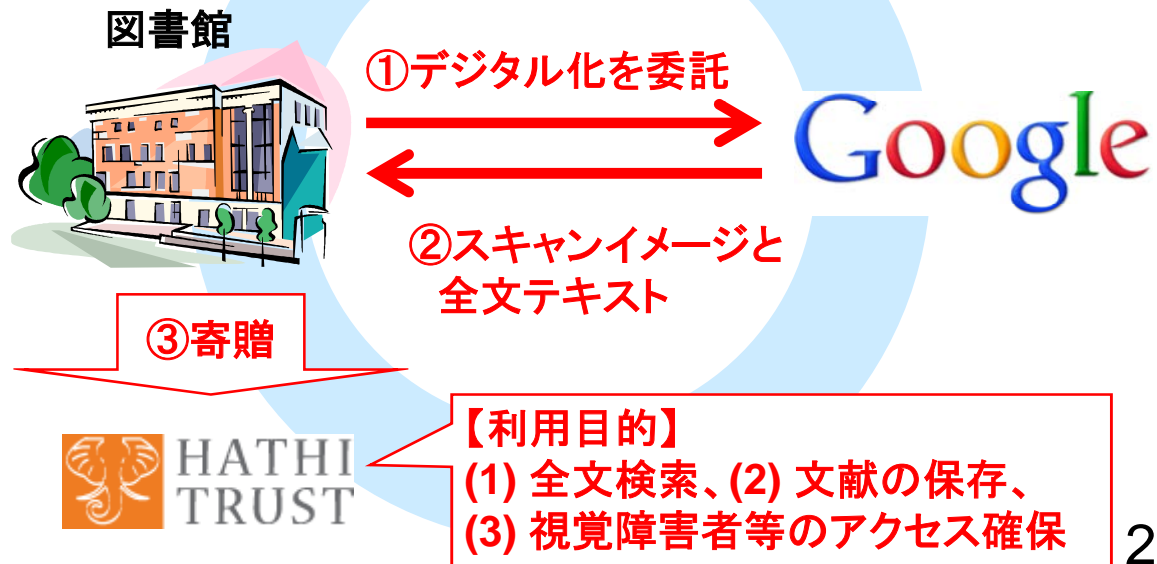 図書館
①デジタル化を委託
Google
②スキャンイメージと
全文テキスト
③寄贈
HATHI
TRUST
【利用目的】
(1) 全文検索、(2) 文献の保存、
(3) 視覚障害者等のアクセス確保
2